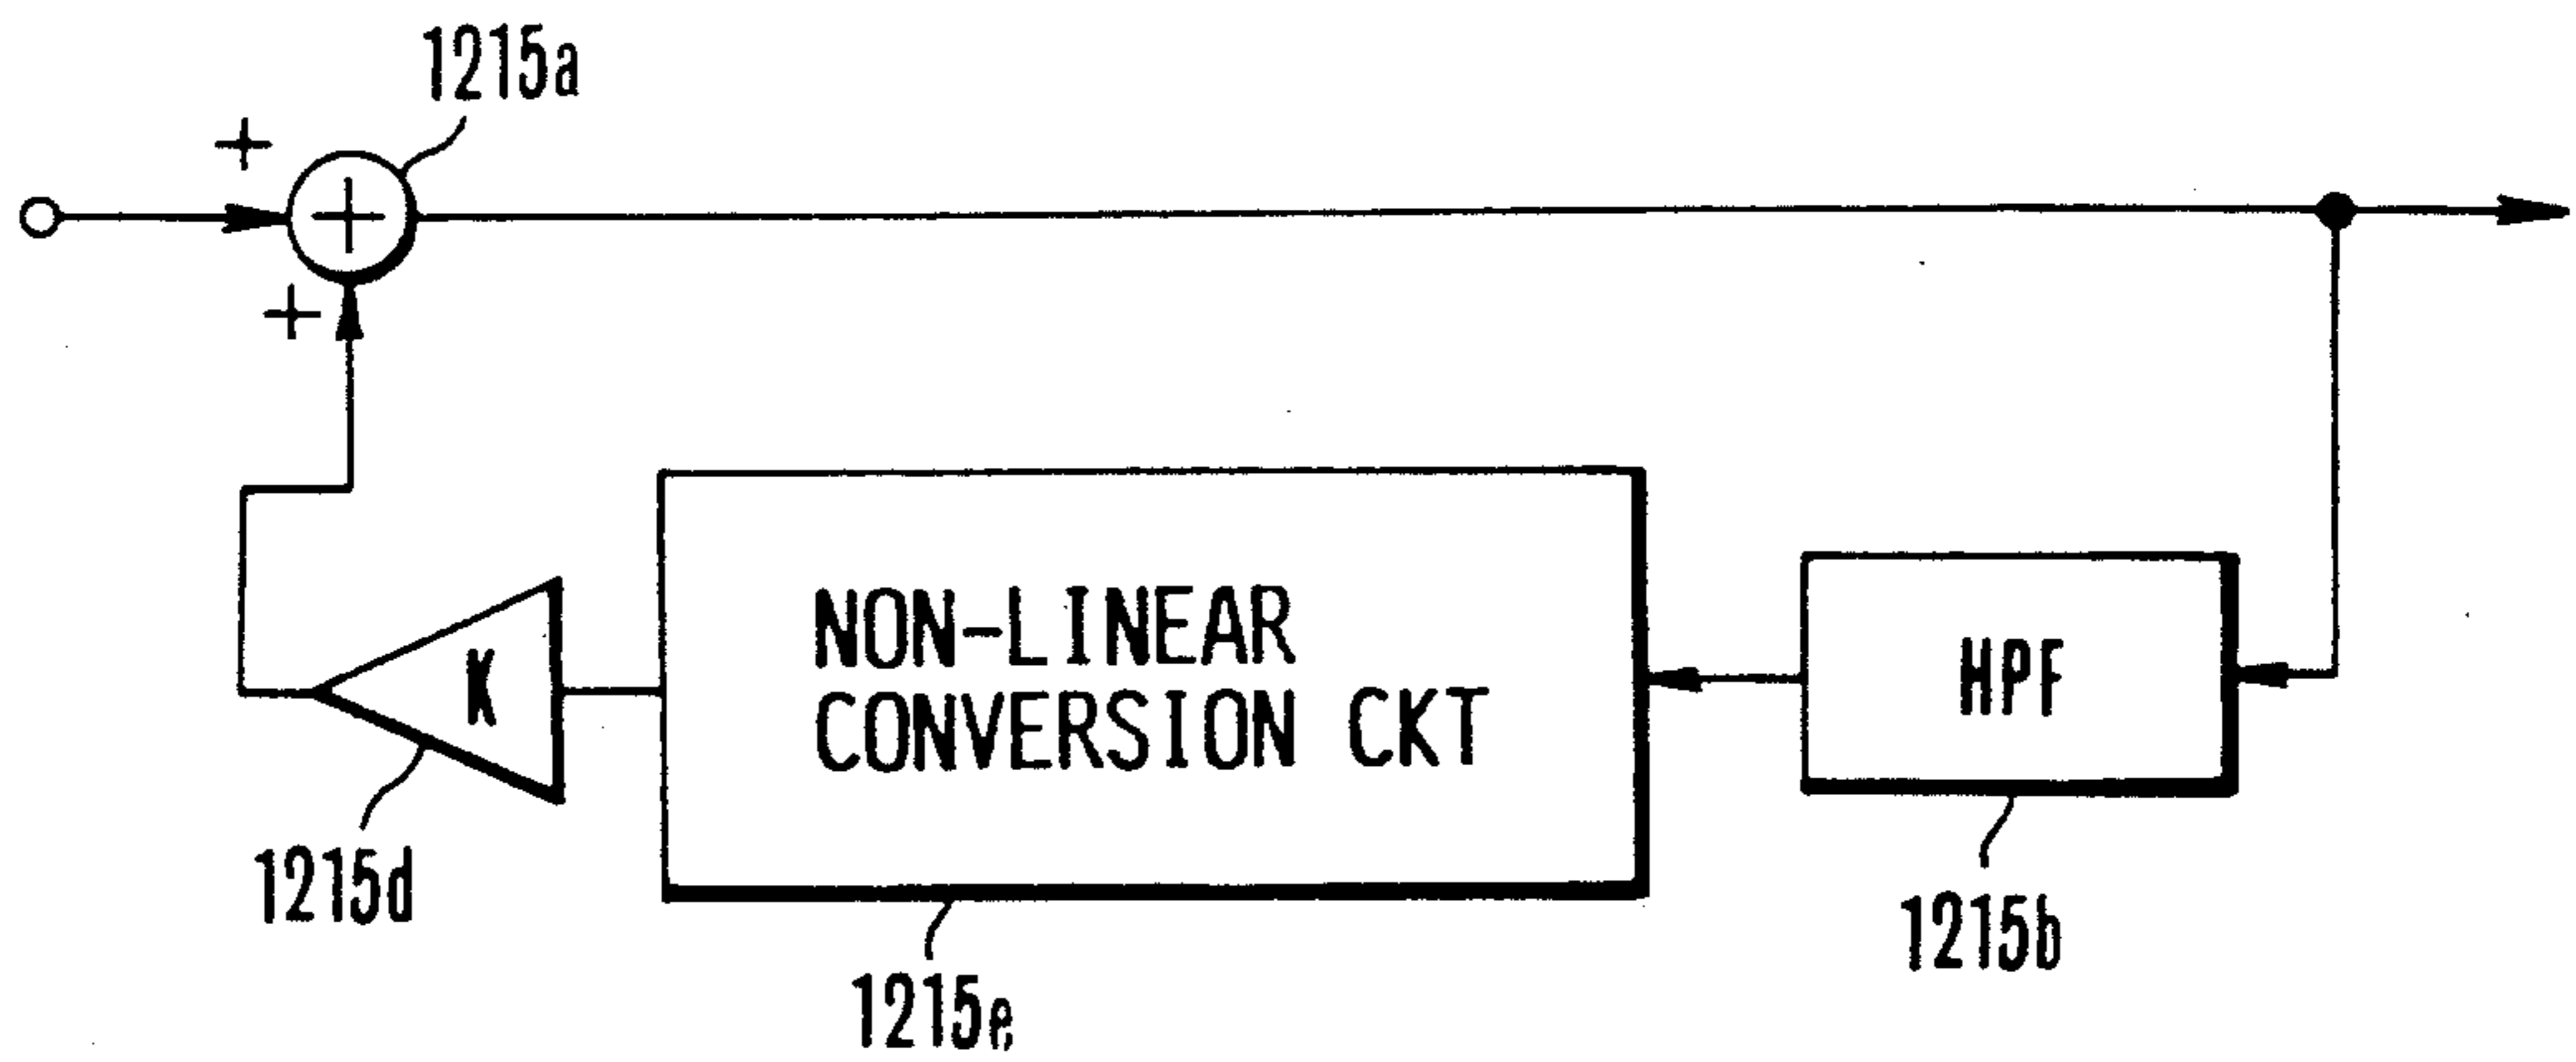 1215a
+
+
+
NON-LINEAR
CONVERSION CKT
K
HPF
1215d
1215b
1215e